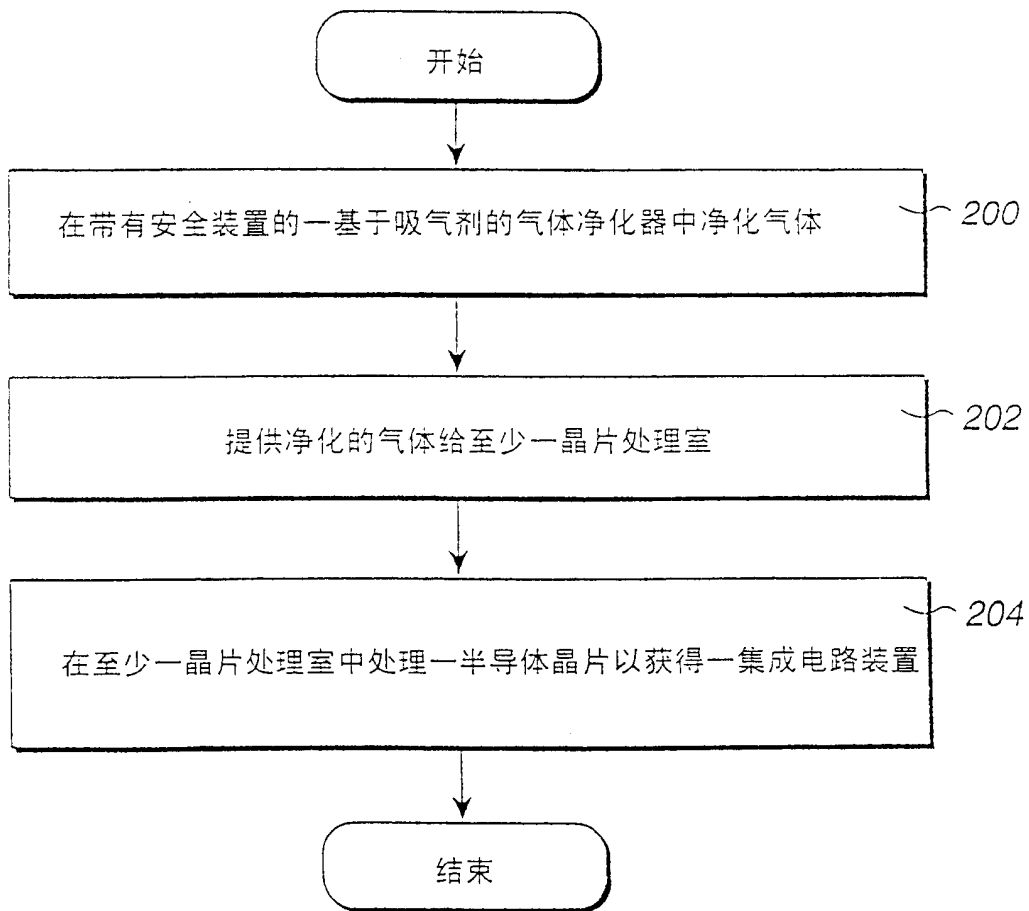 开始
在带有安全装置的一基于吸气剂的气体净化器中净化气体
200
提供净化的气体给至少一晶片处理室
202
在至少一晶片处理室中处理一半导体晶片以获得一集成电路装置
204
结束